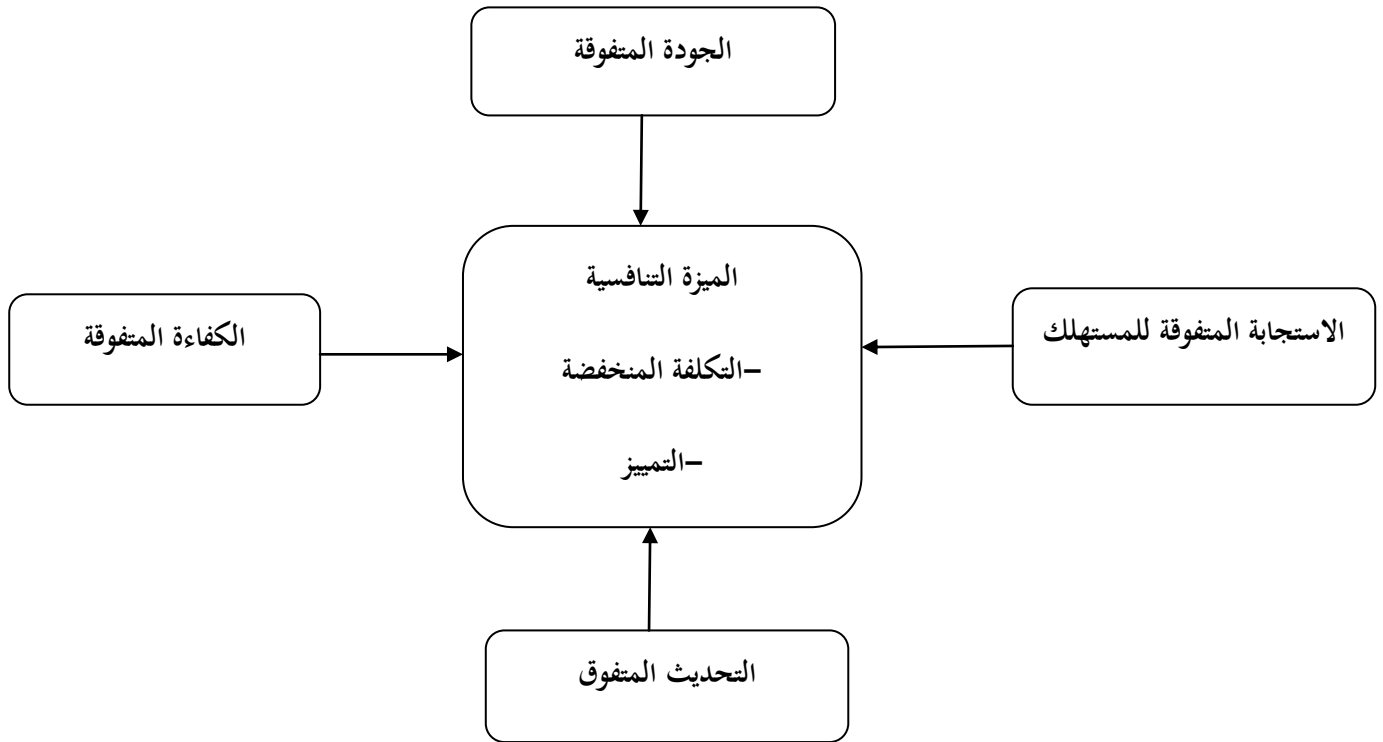 الجودة المتفوقة
الميزة التنافسية
الاستجابة المتفوقة للمستهلك
الكفاءة المتفوقة
–التكلفة المنخفضة
–التمييز
التحديث المتفوق